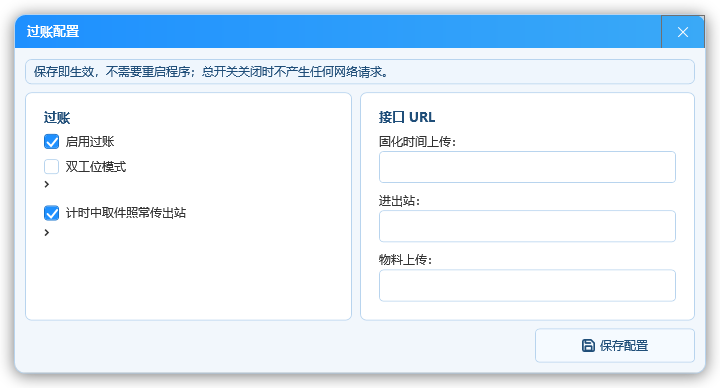 过账配置
保存即生效，不需要重启程序；总开关关闭时不产生任何网络请求。
过账
启用过账
双工位模式
计时中取件照常传出站
接口 URL
固化时间上传:
进出站:
物料上传:
保存配置